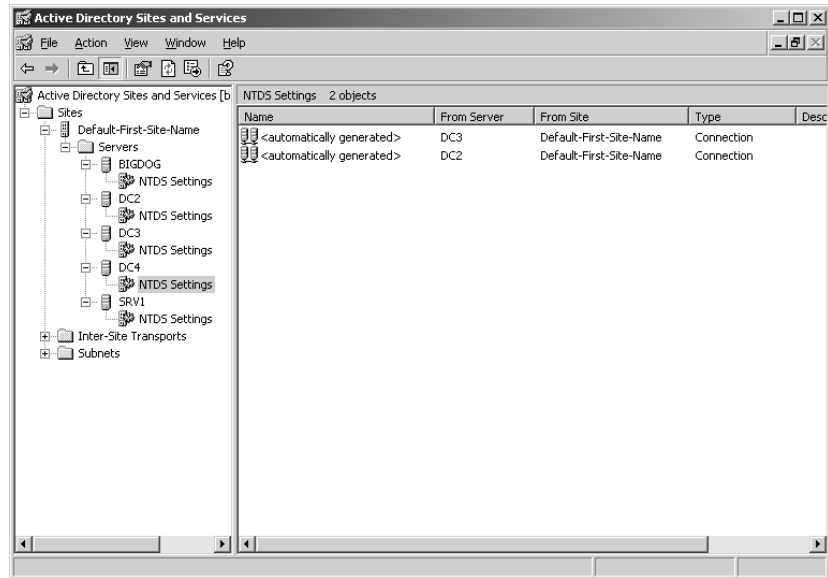 Active Directory Sites and Services
File Action View Window Help
Active Directory Sites and Services [b
Sites
Default-First-Site-Name
Servers
BIGDOG
NTDS Settings
DC2
NTDS Settings
DC3
NTDS Settings
DC4
NTDS Settings
SRV1
NTDS Settings
Inter-Site Transports
Subnets
NTDS Settings 2 objects
Name From Server From Site Type Desc
<automatically generated> DC3 Default-First-Site-Name Connection
<automatically generated> DC2 Default-First-Site-Name Connection